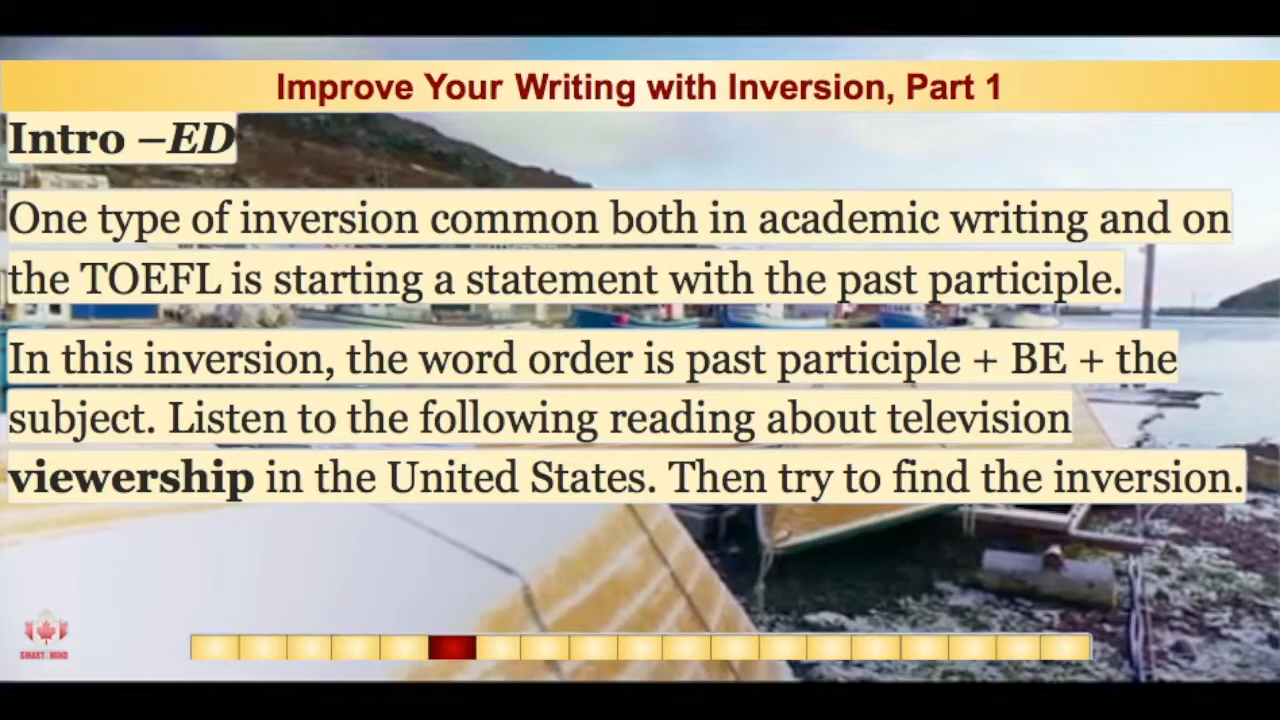 Improve Your Writing with Inversion, Part 1
Intro –ED
One type of inversion common both in academic writing and on
the TOEFL is starting a statement with the past participle.
In this inversion, the word order is past participle + BE + the
subject. Listen to the following reading about television
viewership in the United States. Then try to find the inversion.
SMART MIND